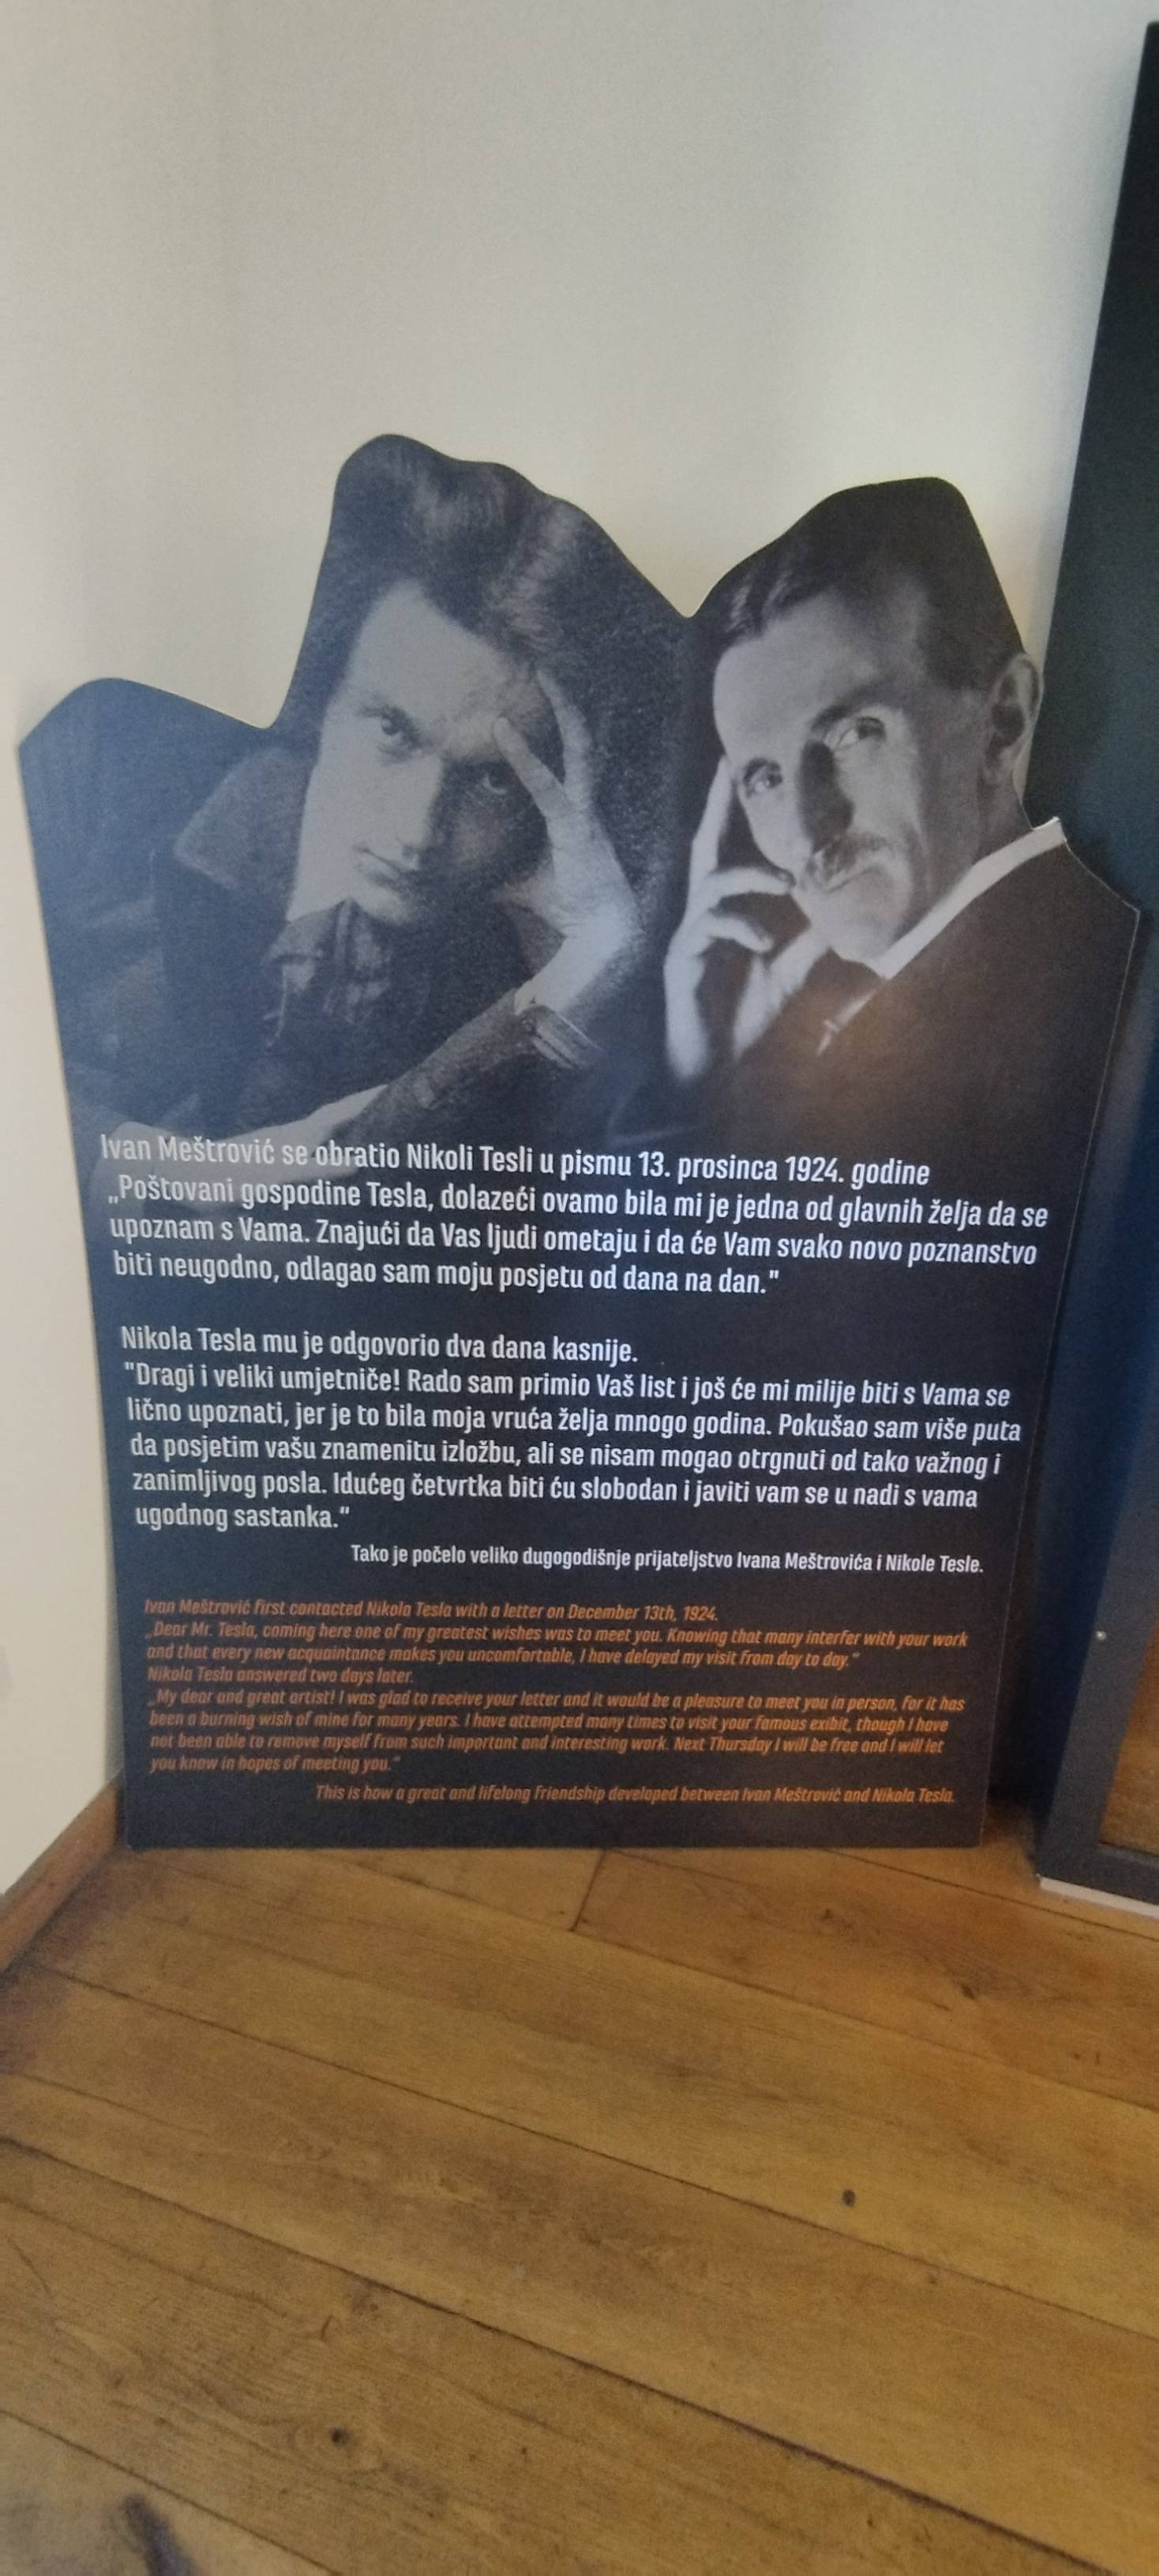 Ivan Meštrović se obratio Nikoli Tesli u pismu 13. prosinca 1924. godine
„Poštovani gospodine Tesla, dolazeći ovamo bila mi je jedna od glavnih želja da se
upoznam s Vama. Znajući da Vas ljudi ometaju i da će Vam svako novo poznanstvo
biti neugodno, odlagao sam moju posjetu od dana na dan."
Nikola Tesla mu je odgovorio dva dana kasnije.
"Dragi i veliki umjetniče! Rado sam primio Vaš list i još će mi milije biti s Vama se
lično upoznati, jer je to bila moja vruća želja mnogo godina. Pokušao sam više puta
da posjetim vašu znamenitu izložbu, ali se nisam mogao otrgnuti od tako važnog i
zanimljivog posla. Idućeg četvrtka biti ću slobodan i javiti vam se u nadi s vama
ugodnog sastanka.“
Tako je počelo veliko dugogodišnje prijateljstvo Ivana Meštrovića i Nikole Tesle.
Ivan Meštrović first contacted Nikola Tesla with a letter on December 13th, 1924.
„Dear Mr. Tesla, coming here one of my greatest wishes was to meet you. Knowing that many interfer with your work
and that every new acquaintance makes you uncomfortable, I have delayed my visit from day to day.“
Nikola Tesla answered two days later.
„My dear and great artist! I was glad to receive your letter and it would be a pleasure to meet you in person, for it has
been a burning wish of mine for many years. I have attempted many times to visit your famous exibit, though I have
not been able to remove myself from such important and interesting work. Next Thursday I will be free and I will let
you know in hopes of meeting you.“
This is how a great and lifelong friendship developed between Ivan Meštrović and Nikola Tesla.